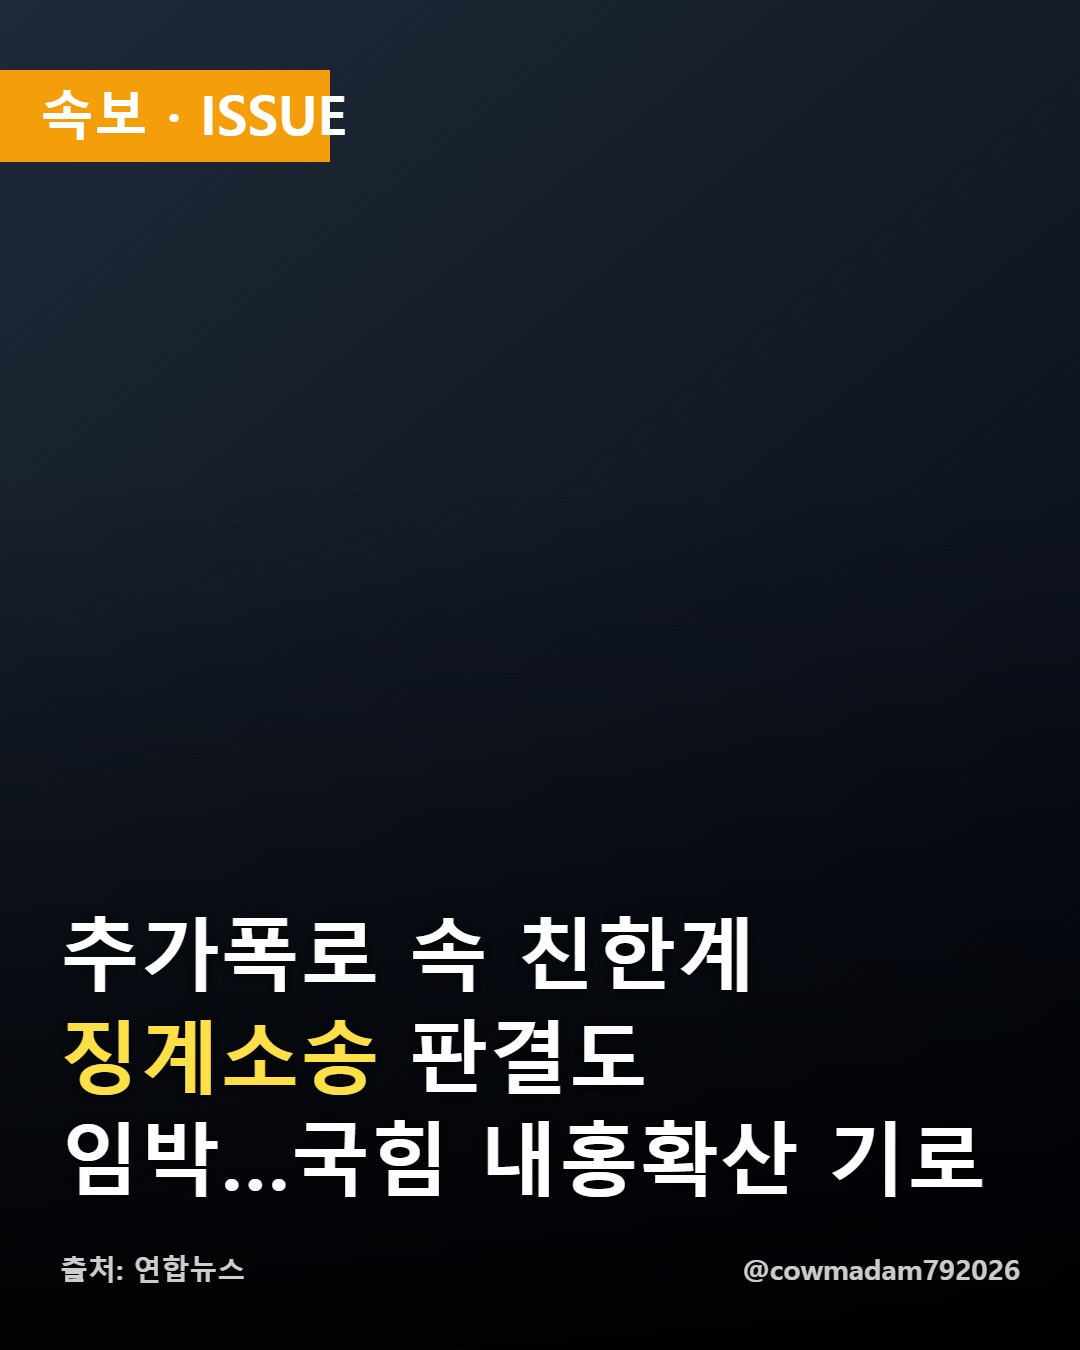 속보 · ISSUE
추가폭로 속 친한계
징계소송 판결도
임박...국힘 내홍확산 기로
출처: 연합뉴스
@cowmadam792026